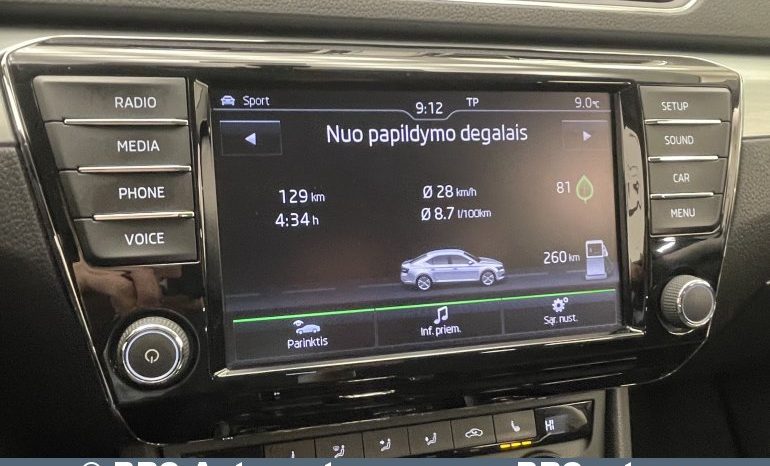 RADIO
MEDIA
PHONE
VOICE
Sport 9:12 TP 9.0°C
Nuo papildymo degalais
129 km Ø 28 km/h 81
4:34 h Ø 8.7 l/100km
260 km
Parinktis Inf. priem. Sąr. nust.
SETUP
SOUND
CAR
MENU
HI